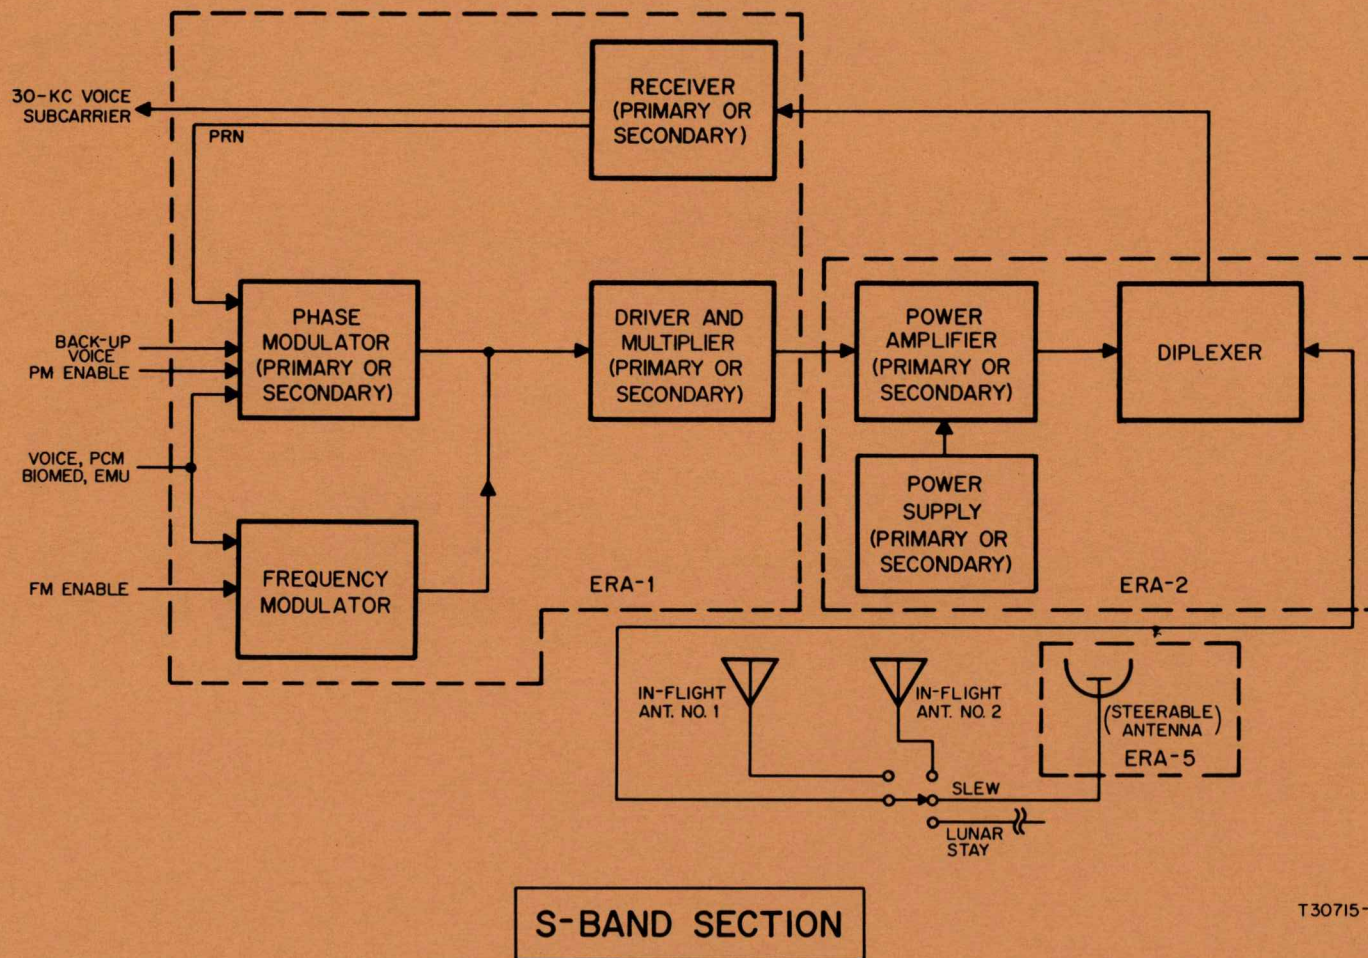 30-KC VOICE
SUBCARRIER
PRN
RECEIVER
(PRIMARY OR
SECONDARY)
BACK-UP
VOICE
PM ENABLE
VOICE, PCM
BIOMED, EMU
FM ENABLE
PHASE
MODULATOR
(PRIMARY OR
SECONDARY)
FREQUENCY
MODULATOR
DRIVER AND
MULTIPLIER
(PRIMARY OR
SECONDARY)
ERA-1
POWER
AMPLIFIER
(PRIMARY OR
SECONDARY)
DIPLEXER
POWER
SUPPLY
(PRIMARY OR
SECONDARY)
ERA-2
IN-FLIGHT
ANT. NO. 1
IN-FLIGHT
ANT. NO. 2
(STEERABLE)
ANTENNA
ERA-5
SLEW
LUNAR
STAY
S-BAND SECTION
T30715-